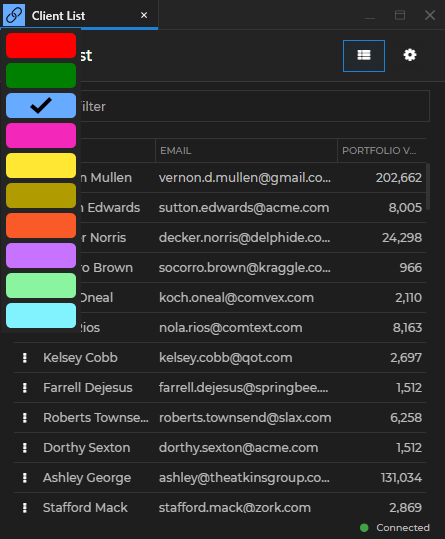 Client List
st
ilter
EMAIL PORTFOLIO V...
n Mullen vernon.d.mullen@gmail.co... 202,662
n Edwards sutton.edwards@acme.com 8,005
r Norris decker.norris@delphide.co... 24,298
ro Brown socorro.brown@kraggle.co... 966
Oneal koch.oneal@comvex.com 2,110
Rios nola.rios@comtext.com 8,163
Kelsey Cobb kelsey.cobb@qot.com 2,697
Farrell Dejesus farrell.dejesus@springbee.... 1,512
Roberts Townse... roberts.townsend@slax.com 6,258
Dorthy Sexton dorthy.sexton@acme.com 1,512
Ashley George ashley@theatkinsgroup.co... 131,034
Stafford Mack stafford.mack@zork.com 2,869
Connected